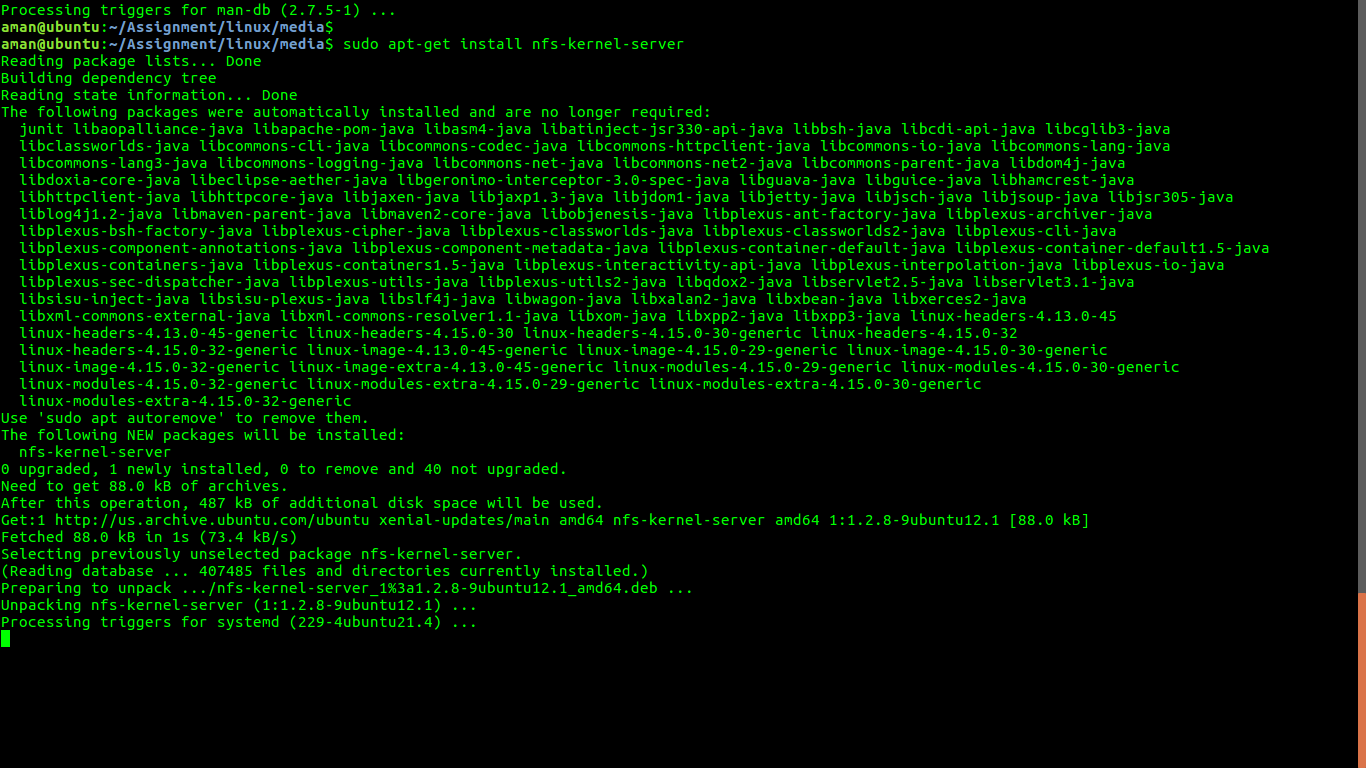 Processing triggers for man-db (2.7.5-1) ...
aman@ubuntu:~/Assignment/linux/media$
aman@ubuntu:~/Assignment/linux/media$ sudo apt-get install nfs-kernel-server
Reading package lists... Done
Building dependency tree
Reading state information... Done
The following packages were automatically installed and are no longer required:
  junit libaopalliance-java libapache-pom-java libasm4-java libatinject-jsr330-api-java libbsh-java libcdi-api-java libcglib3-java
  libclassworlds-java libcommons-cli-java libcommons-codec-java libcommons-httpclient-java libcommons-io-java libcommons-lang-java
  libcommons-lang3-java libcommons-logging-java libcommons-net-java libcommons-net2-java libcommons-parent-java libdom4j-java
  libdoxia-core-java libeclipse-aether-java libgeronimo-interceptor-3.0-spec-java libguava-java libguice-java libhamcrest-java
  libhttpclient-java libhttpcore-java libjaxen-java libjaxp1.3-java libjdom1-java libjetty-java libjsch-java libjsoup-java libjsr305-java
  liblog4j1.2-java libmaven-parent-java libmaven2-core-java libobjenesis-java libplexus-ant-factory-java libplexus-archiver-java
  libplexus-bsh-factory-java libplexus-cipher-java libplexus-classworlds-java libplexus-classworlds2-java libplexus-cli-java
  libplexus-component-annotations-java libplexus-component-metadata-java libplexus-container-default-java libplexus-container-default1.5-java
  libplexus-containers-java libplexus-containers1.5-java libplexus-interactivity-api-java libplexus-interpolation-java libplexus-io-java
  libplexus-sec-dispatcher-java libplexus-utils-java libplexus-utils2-java libqdox2-java libservlet2.5-java libservlet3.1-java
  libsisu-inject-java libsisu-plexus-java libslf4j-java libwagon-java libxalan2-java libxbean-java libxerces2-java
  libxml-commons-external-java libxml-commons-resolver1.1-java libxom-java libxpp2-java libxpp3-java linux-headers-4.13.0-45
  linux-headers-4.13.0-45-generic linux-headers-4.15.0-30 linux-headers-4.15.0-30-generic linux-headers-4.15.0-32
  linux-headers-4.15.0-32-generic linux-image-4.13.0-45-generic linux-image-4.15.0-29-generic linux-image-4.15.0-30-generic
  linux-image-4.15.0-32-generic linux-image-extra-4.13.0-45-generic linux-modules-4.15.0-29-generic linux-modules-4.15.0-30-generic
  linux-modules-4.15.0-32-generic linux-modules-extra-4.15.0-29-generic linux-modules-extra-4.15.0-30-generic
  linux-modules-extra-4.15.0-32-generic
Use 'sudo apt autoremove' to remove them.
The following NEW packages will be installed:
  nfs-kernel-server
0 upgraded, 1 newly installed, 0 to remove and 40 not upgraded.
Need to get 88.0 kB of archives.
After this operation, 487 kB of additional disk space will be used.
Get:1 http://us.archive.ubuntu.com/ubuntu xenial-updates/main amd64 nfs-kernel-server amd64 1:1.2.8-9ubuntu12.1 [88.0 kB]
Fetched 88.0 kB in 1s (73.4 kB/s)
Selecting previously unselected package nfs-kernel-server.
(Reading database ... 407485 files and directories currently installed.)
Preparing to unpack .../nfs-kernel-server_1%3a1.2.8-9ubuntu12.1_amd64.deb ...
Unpacking nfs-kernel-server (1:1.2.8-9ubuntu12.1) ...
Processing triggers for systemd (229-4ubuntu21.4) ...